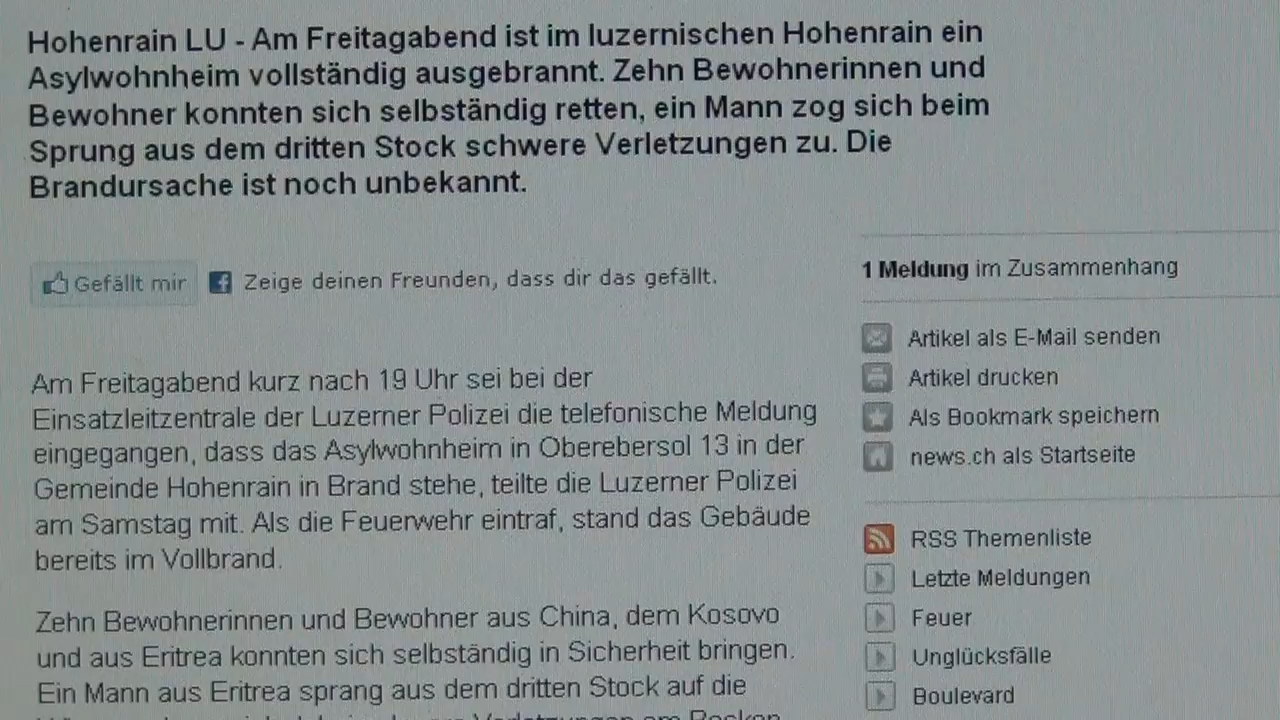 Hohenrain LU - Am Freitagabend ist im luzernischen Hohenrain ein
Asylwohnheim vollständig ausgebrannt. Zehn Bewohnerinnen und
Bewohner konnten sich selbständig retten, ein Mann zog sich beim
Sprung aus dem dritten Stock schwere Verletzungen zu. Die
Brandursache ist noch unbekannt.
Gefällt mir
Zeige deinen Freunden, dass dir das gefällt.
Am Freitagabend kurz nach 19 Uhr sei bei der
Einsatzleitzentrale der Luzerner Polizei die telefonische Meldung
eingegangen, dass das Asylwohnheim in Oberebersol 13 in der
Gemeinde Hohenrain in Brand stehe, teilte die Luzerner Polizei
am Samstag mit. Als die Feuerwehr eintraf, stand das Gebäude
bereits im Vollbrand.
Zehn Bewohnerinnen und Bewohner aus China, dem Kosovo
und aus Eritrea konnten sich selbständig in Sicherheit bringen.
Ein Mann aus Eritrea sprang aus dem dritten Stock auf die
1 Meldung im Zusammenhang
Artikel als E-Mail senden
Artikel drucken
Als Bookmark speichern
news.ch als Startseite
RSS Themenliste
Letzte Meldungen
Feuer
Unglücksfälle
Boulevard